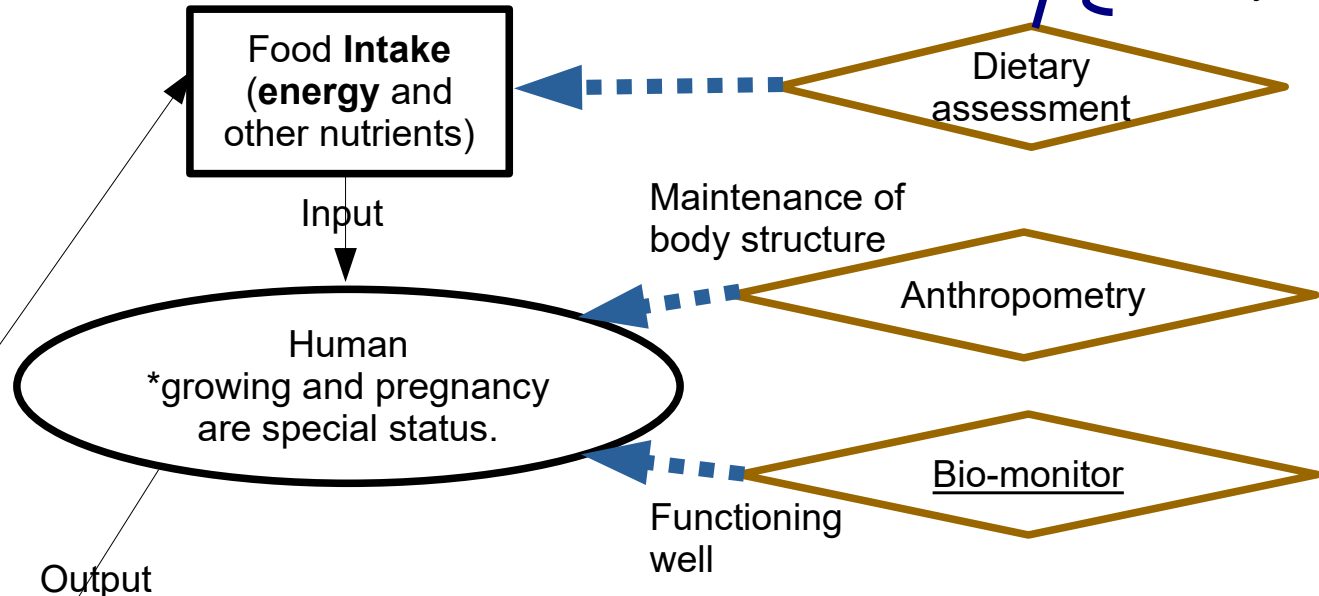 Food Intake
(energy and
other nutrients)
Dietary
assessment
Input
Maintenance of
body structure
Anthropometry
Human
*growing and pregnancy
are special status.
Bio-monitor
Functioning
well
Output